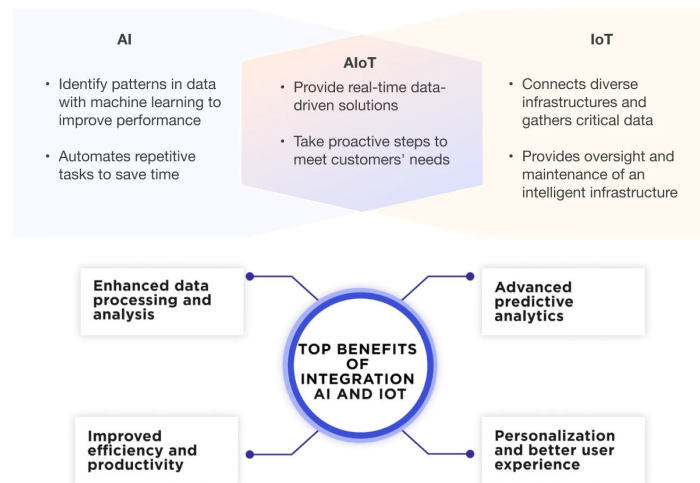 AI
• Identify patterns in data
with machine learning to
improve performance
• Automates repetitive
tasks to save time
AIoT
• Provide real-time data-
driven solutions
• Take proactive steps to
meet customers' needs
IoT
• Connects diverse
infrastructures and
gathers critical data
• Provides oversight and
maintenance of an
intelligent infrastructure
Enhanced data
processing and
analysis
Advanced
predictive
analytics
TOP BENEFITS
OF
INTEGRATION
AI AND IOT
Improved
efficiency and
productivity
Personalization
and better user
experience